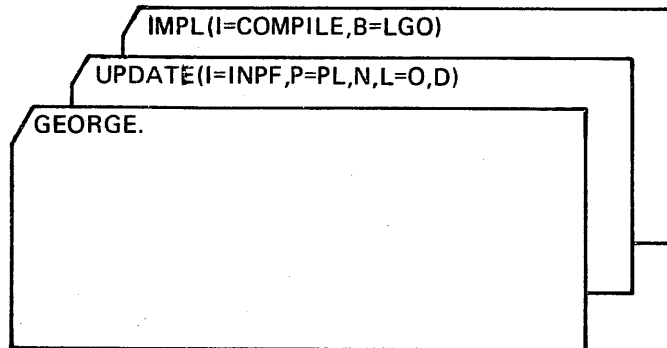 IMPL(I=COMPILE,B=LGO)
UPDATE(I=INPF,P=PL,N,L=O,D)
GEORGE.